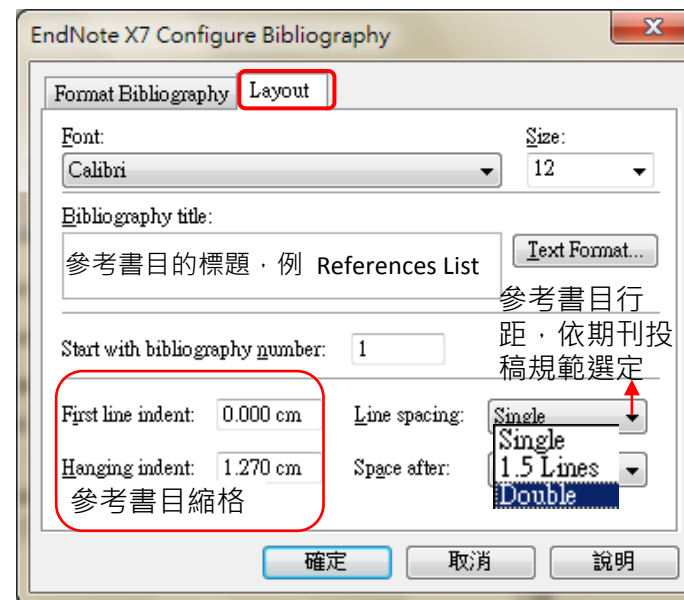 EndNote X7 Configure Bibliography
Format Bibliography Layout
Font: Size:
Calibri 12
Bibliography title:
參考書目的標題，例 References List
Text Format...
參考書目行
距，依期刊投
稿規範選定
Start with bibliography number: 1
First line indent: 0.000 cm Line spacing: Single
Single
1.5 Lines
Double
Hanging indent: 1.270 cm Space after:
參考書目縮格
確定 取消 說明